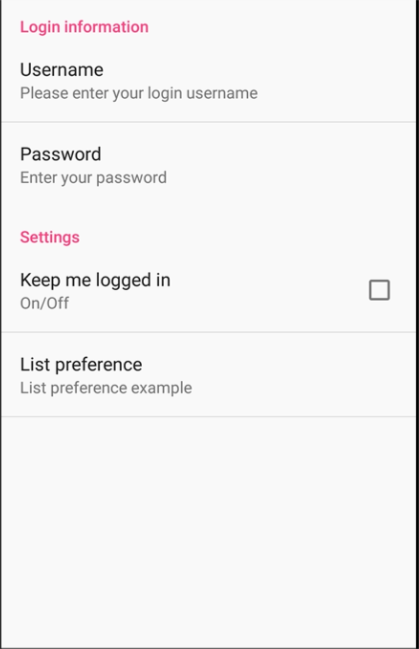 Login information
Username
Please enter your login username
Password
Enter your password
Settings
Keep me logged in
On/Off
List preference
List preference example